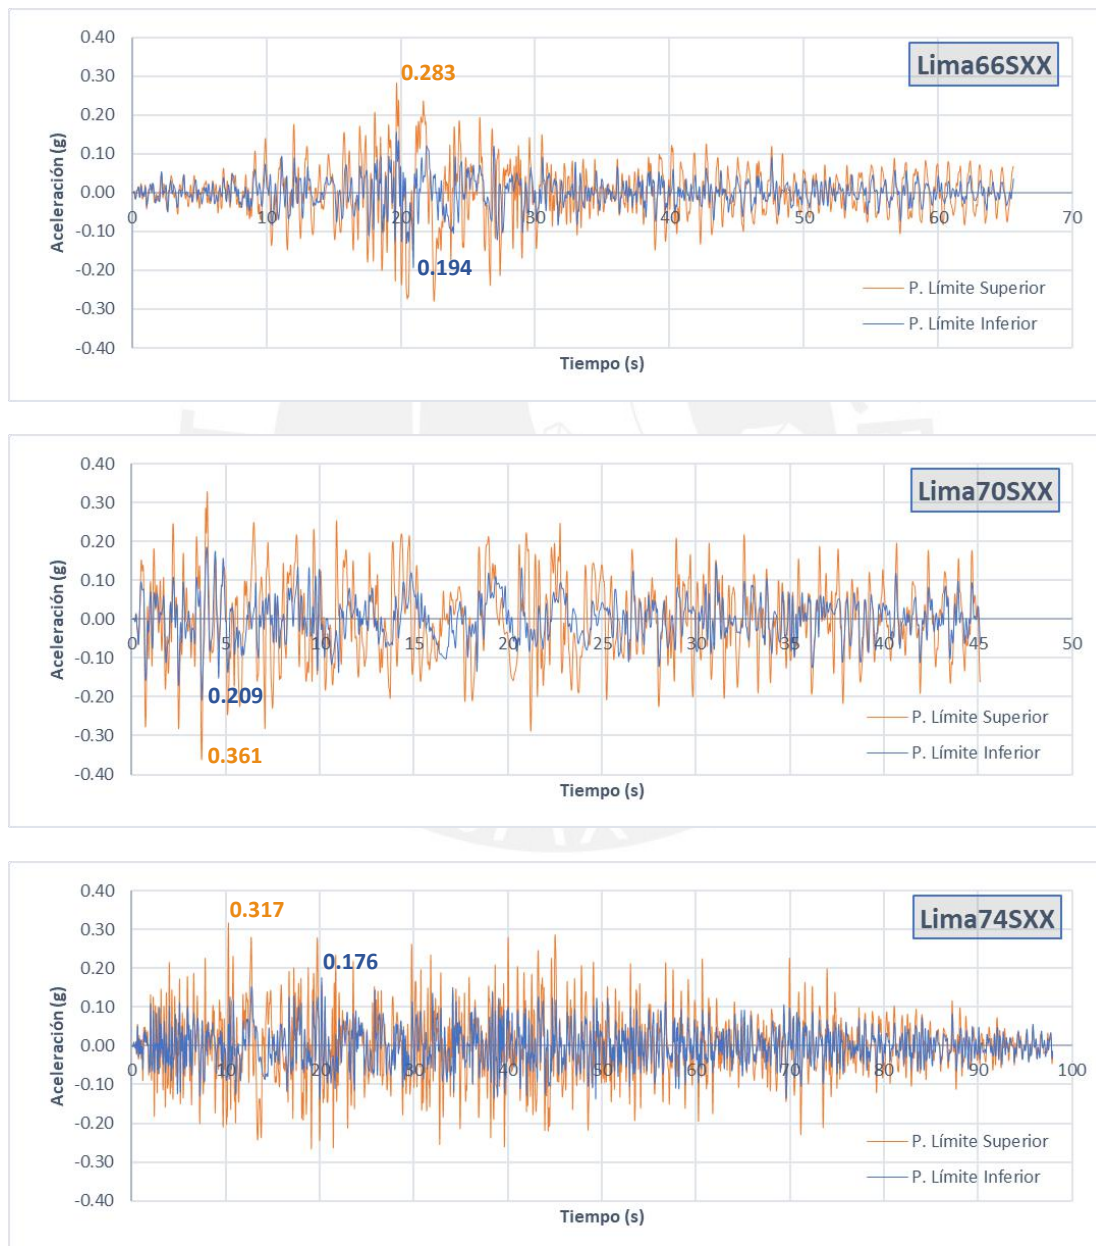 0.40
Lima66SXX
0.30
0.283
0.20
0.10
0.00
0 10 20 30 40 50 60 70
-0.10
0.194
-0.20
-0.30
-0.40
Aceleración (g)
P. Límite Superior
P. Límite Inferior
Tiempo (s)
0.40
Lima70SXX
0.30
0.20
0.10
0.00
0 5 10 15 20 25 30 35 40 45 50
-0.10
-0.20
0.209
-0.30
0.361
-0.40
Aceleración (g)
P. Límite Superior
P. Límite Inferior
Tiempo (s)
0.40
Lima74SXX
0.30
0.317
0.20
0.176
0.10
0.00
0 10 20 30 40 50 60 70 80 90 100
-0.10
-0.20
-0.30
-0.40
Aceleración (g)
P. Límite Superior
P. Límite Inferior
Tiempo (s)